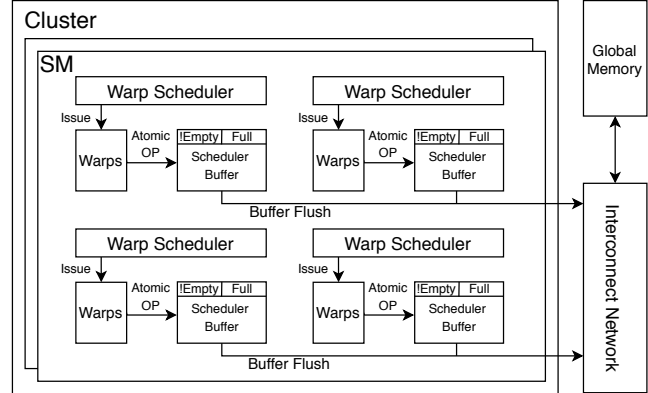 Cluster
SM
Global
Memory
Warp Scheduler
Warp Scheduler
Issue
Issue
Warps
Atomic
OP
!Empty
Full
Scheduler
Buffer
Warps
Atomic
OP
!Empty
Full
Scheduler
Buffer
Buffer Flush
Interconnect Network
Warp Scheduler
Warp Scheduler
Issue
Issue
Warps
Atomic
OP
!Empty
Full
Scheduler
Buffer
Warps
Atomic
OP
!Empty
Full
Scheduler
Buffer
Buffer Flush